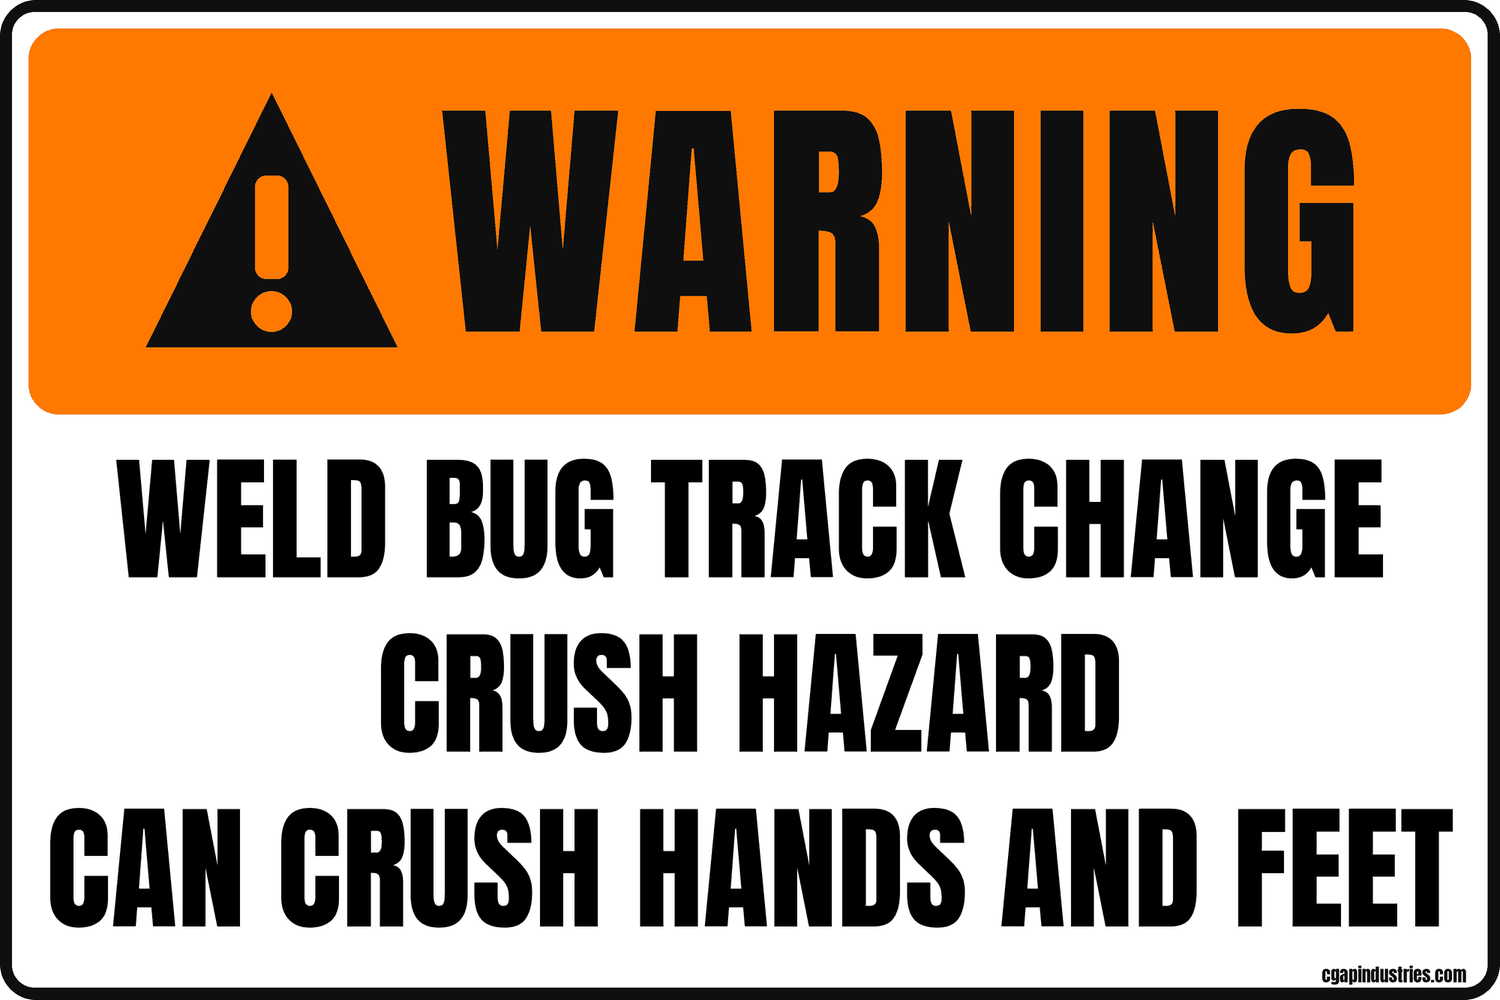 WARNING
WELD BUG TRACK CHANGE
CRUSH HAZARD
CAN CRUSH HANDS AND FEET
cgapindustries.com